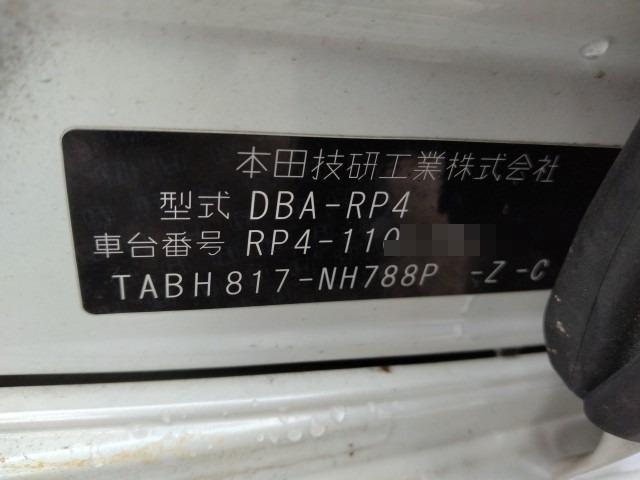 本田技研工業株式会社
型式 DBA-RP4
車台番号 RP4-110
TABH817-NH788P -Z-C